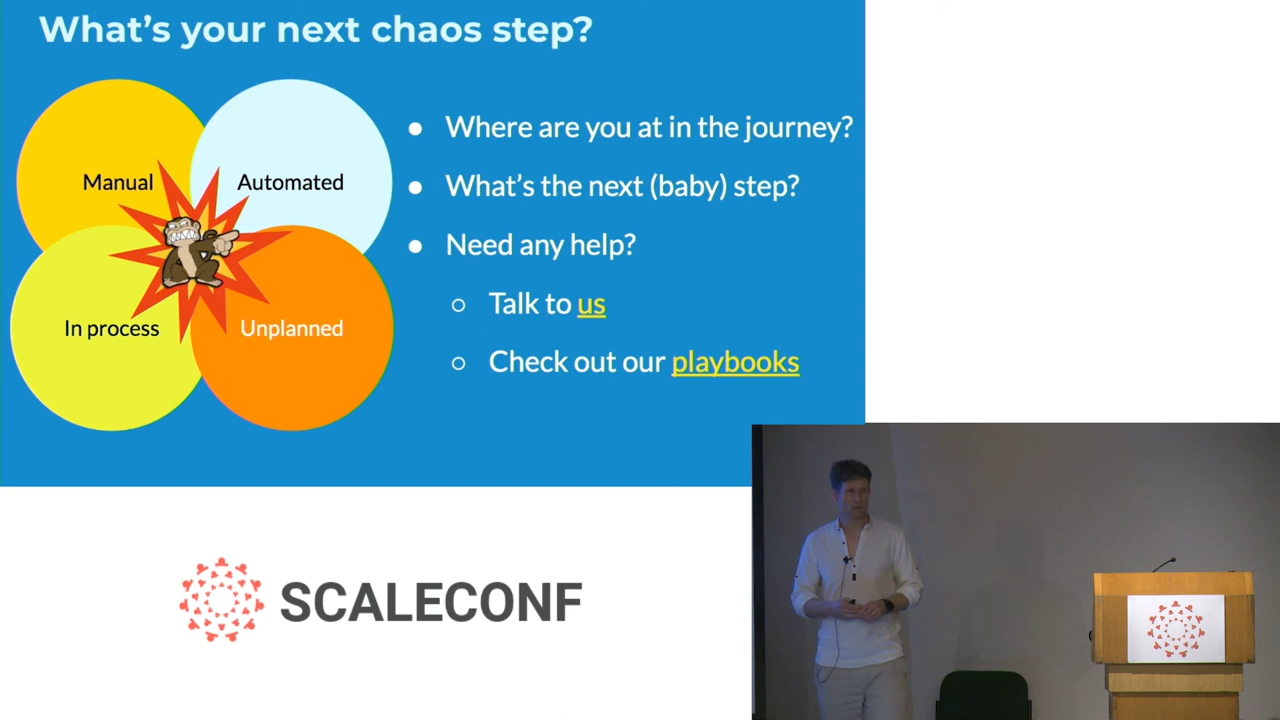 What's your next chaos step?
Manual
Automated
In process
Unplanned
● Where are you at in the journey?
● What's the next (baby) step?
● Need any help?
○ Talk to us
○ Check out our playbooks
SCALECONF